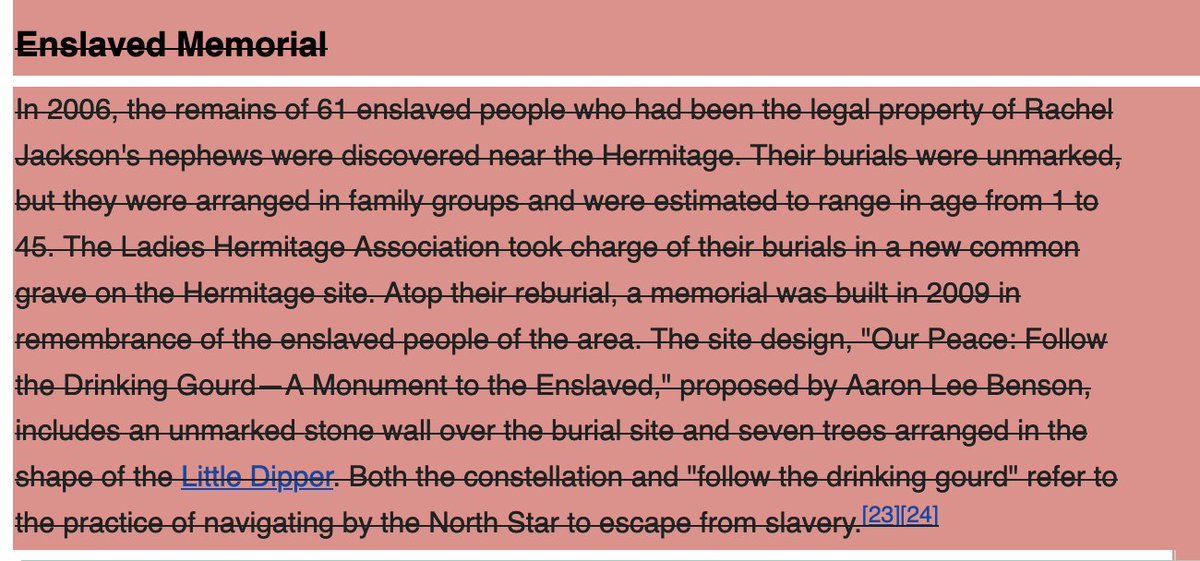 Enslaved Memorial
In 2006, the remains of 61 enslaved people who had been the legal property of Rachel
Jackson's nephews were discovered near the Hermitage. Their burials were unmarked,
but they were arranged in family groups and were estimated to range in age from 1 to
45. The Ladies Hermitage Association took charge of their burials in a new common
grave on the Hermitage site. Atop their reburial, a memorial was built in 2009 in
remembrance of the enslaved people of the area. The site design, "Our Peace: Follow
the Drinking Gourd—A Monument to the Enslaved," proposed by Aaron Lee Benson,
includes an unmarked stone wall over the burial site and seven trees arranged in the
shape of the Little Dipper. Both the constellation and "follow the drinking gourd" refer to
the practice of navigating by the North Star to escape from slavery.[23][24]